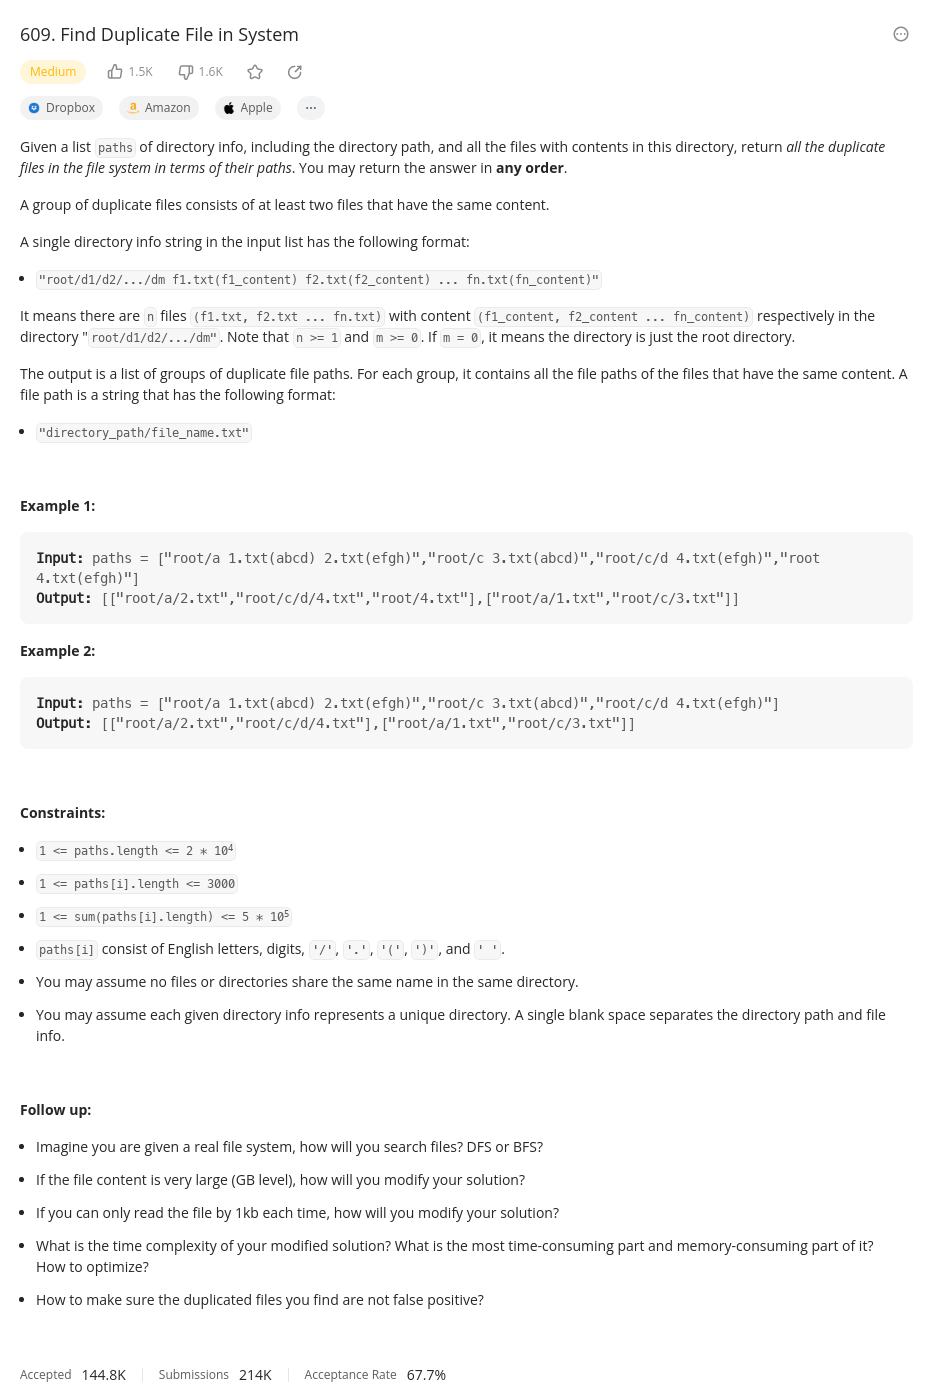 609. Find Duplicate File in System
Medium 1.5K 1.6K
Dropbox Amazon Apple ...
Given a list paths of directory info, including the directory path, and all the files with contents in this directory, return all the duplicate
files in the file system in terms of their paths. You may return the answer in any order.
A group of duplicate files consists of at least two files that have the same content.
A single directory info string in the input list has the following format:
• "root/d1/d2/.../dm f1.txt(f1_content) f2.txt(f2_content) ... fn.txt(fn_content)"
It means there are n files (f1.txt, f2.txt ... fn.txt) with content (f1_content, f2_content ... fn_content) respectively in the
directory "root/d1/d2/.../dm". Note that n >= 1 and m >= 0. If m = 0, it means the directory is just the root directory.
The output is a list of groups of duplicate file paths. For each group, it contains all the file paths of the files that have the same content. A
file path is a string that has the following format:
• "directory_path/file_name.txt"
Example 1:
Input: paths = ["root/a 1.txt(abcd) 2.txt(efgh)","root/c 3.txt(abcd)","root/c/d 4.txt(efgh)","root
4.txt(efgh)"]
Output: [["root/a/2.txt","root/c/d/4.txt","root/4.txt"],["root/a/1.txt","root/c/3.txt"]]
Example 2:
Input: paths = ["root/a 1.txt(abcd) 2.txt(efgh)","root/c 3.txt(abcd)","root/c/d 4.txt(efgh)"]
Output: [["root/a/2.txt","root/c/d/4.txt"],["root/a/1.txt","root/c/3.txt"]]
Constraints:
• 1 <= paths.length <= 2 * 10⁴
• 1 <= paths[i].length <= 3000
• 1 <= sum(paths[i].length) <= 5 * 10⁵
• paths[i] consist of English letters, digits, '/', '.', '(', ')', and ' '.
• You may assume no files or directories share the same name in the same directory.
• You may assume each given directory info represents a unique directory. A single blank space separates the directory path and file
info.
Follow up:
• Imagine you are given a real file system, how will you search files? DFS or BFS?
• If the file content is very large (GB level), how will you modify your solution?
• If you can only read the file by 1kb each time, how will you modify your solution?
• What is the time complexity of your modified solution? What is the most time-consuming part and memory-consuming part of it?
How to optimize?
• How to make sure the duplicated files you find are not false positive?
Accepted 144.8K Submissions 214K Acceptance Rate 67.7%